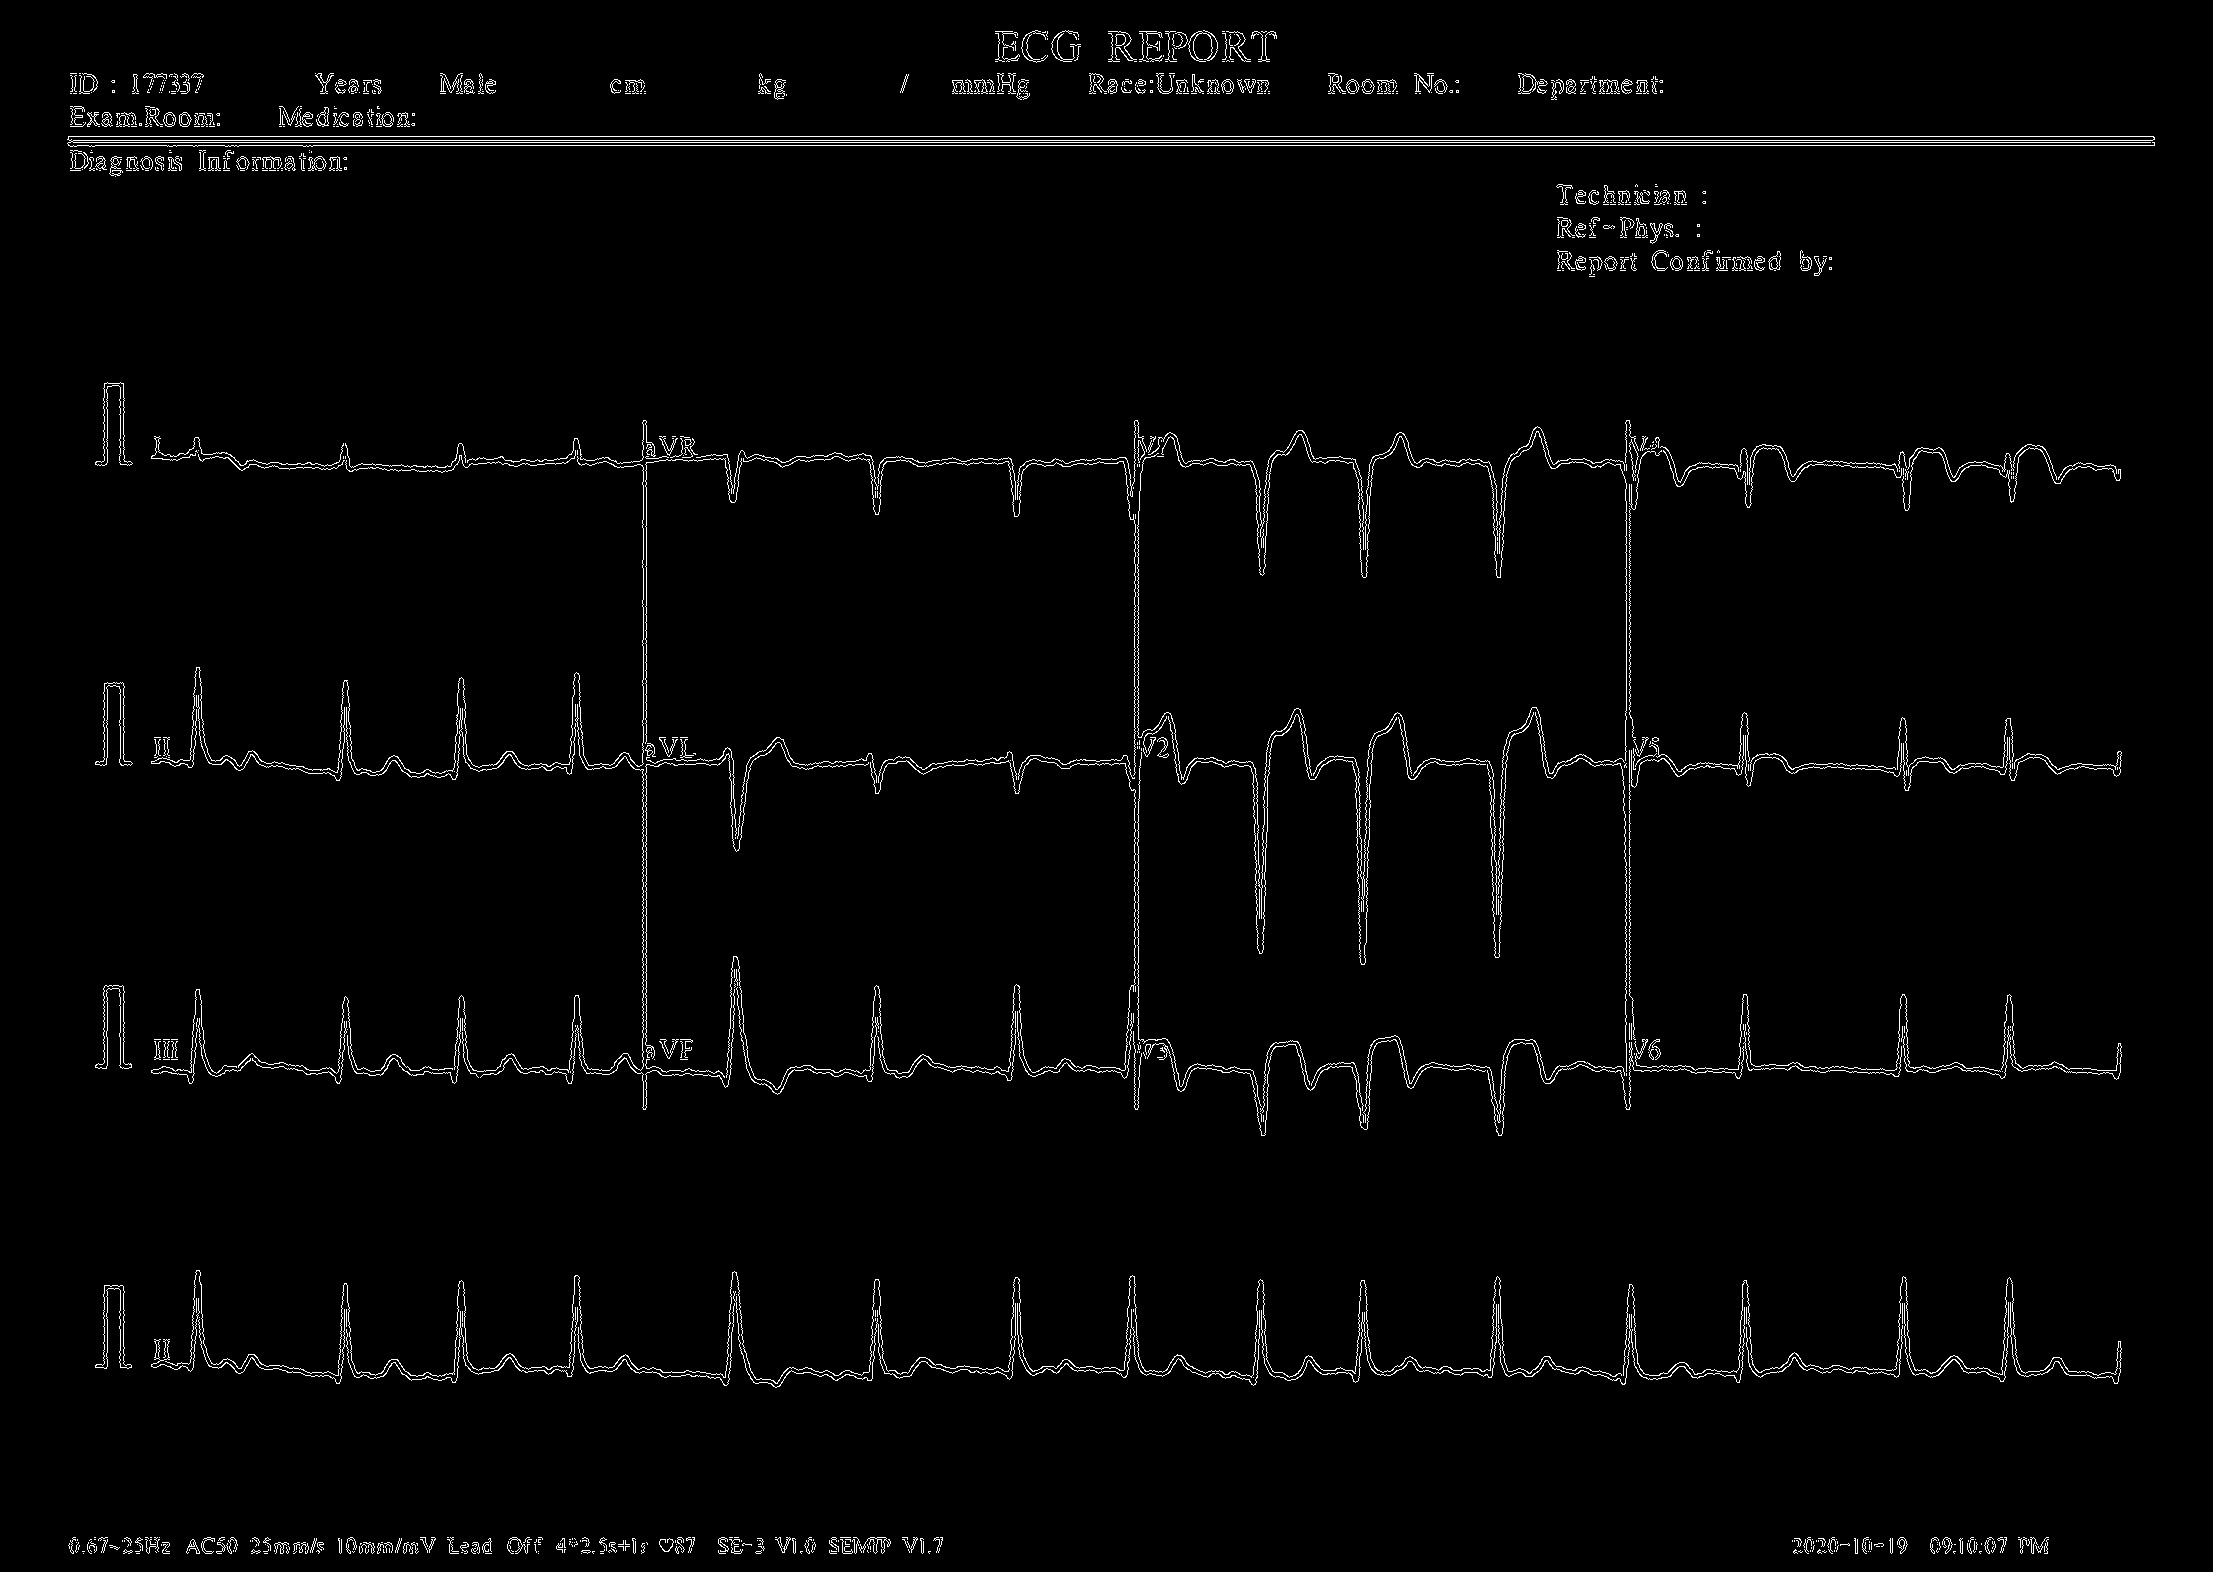 ECG REPORT
ID : 177337 Years Male cm kg / mmHg Race:Unknown Room No.: Department:
Exam.Room: Medication:
Diagnosis Information:
Technician :
Ref-Phys. :
Report Confirmed by:
I aVR V1 V4
II aVL V2 V5
III aVF V3 V6
II
0.67~25Hz AC50 25mm/s 10mm/mV Lead Off 4*2.5s+1r ♡87 SE-3 V1.0 SEMIP V1.7 2020-10-19 09:10:07 PM